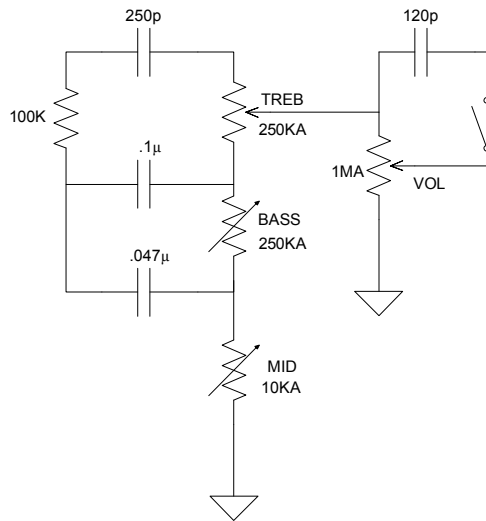 250p
120p
100K
TREB
250KA
.1µ
1MA
VOL
BASS
250KA
.047µ
MID
10KA